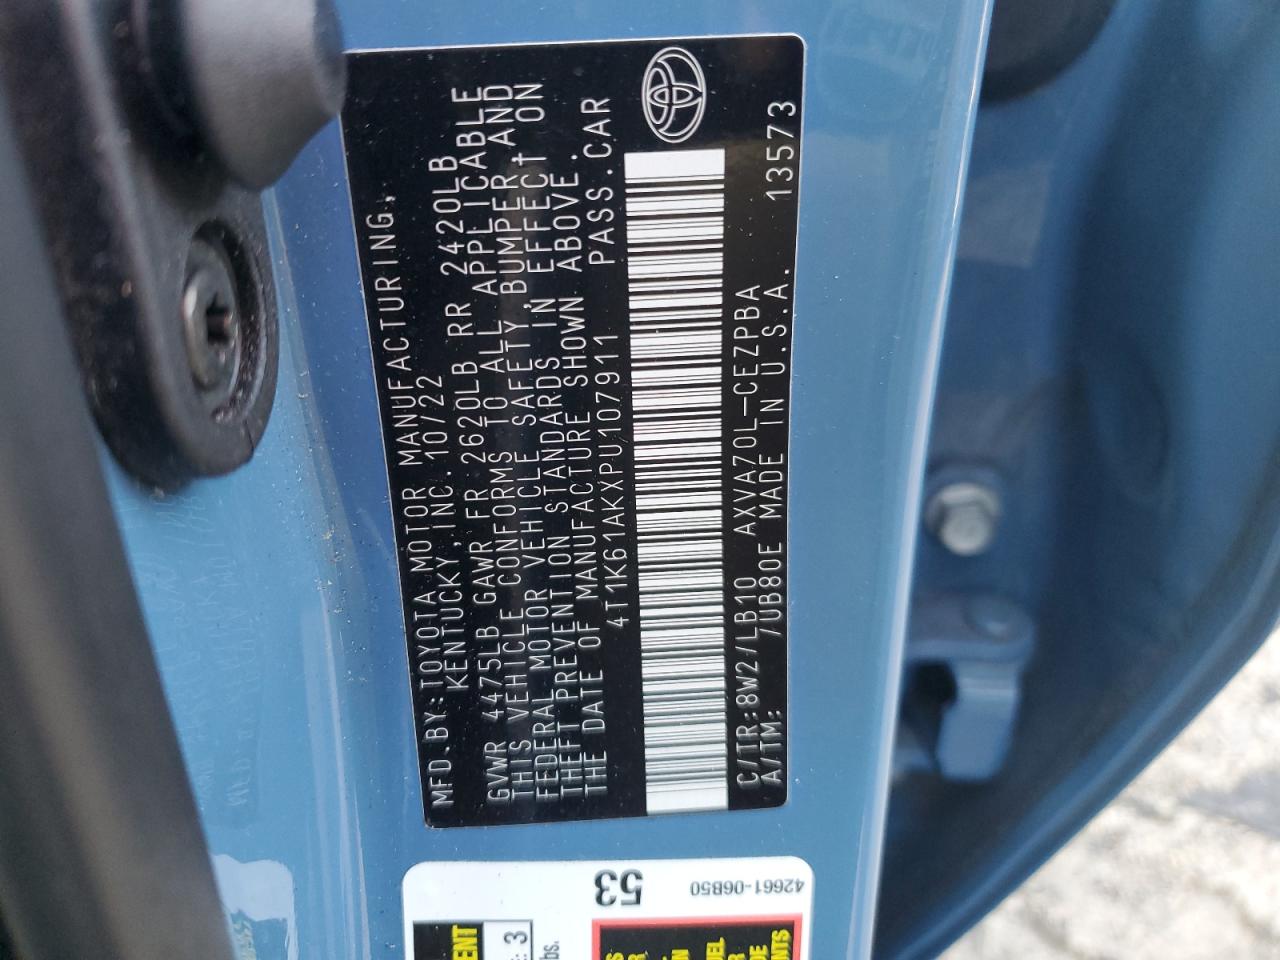 MFD.BY:TOYOTA MOTOR MANUFACTURING,
KENTUCKY,INC. 10/22
GVWR 4475LB GAWR FR 2620LB RR 2420LB
THIS VEHICLE CONFORMS TO ALL APPLICABLE
FEDERAL MOTOR VEHICLE SAFETY,BUMPER,AND
THEFT PREVENTION STANDARDS IN EFFECT ON
THE DATE OF MANUFACTURE SHOWN ABOVE.
4T1K61AKXPU107911 PASS.CAR
C/TR:8W2/LB10 AXVA70L-CEZPBA
A/TM: 7UB80E MADE IN U.S.A. 13573
53
42661-06B50
3